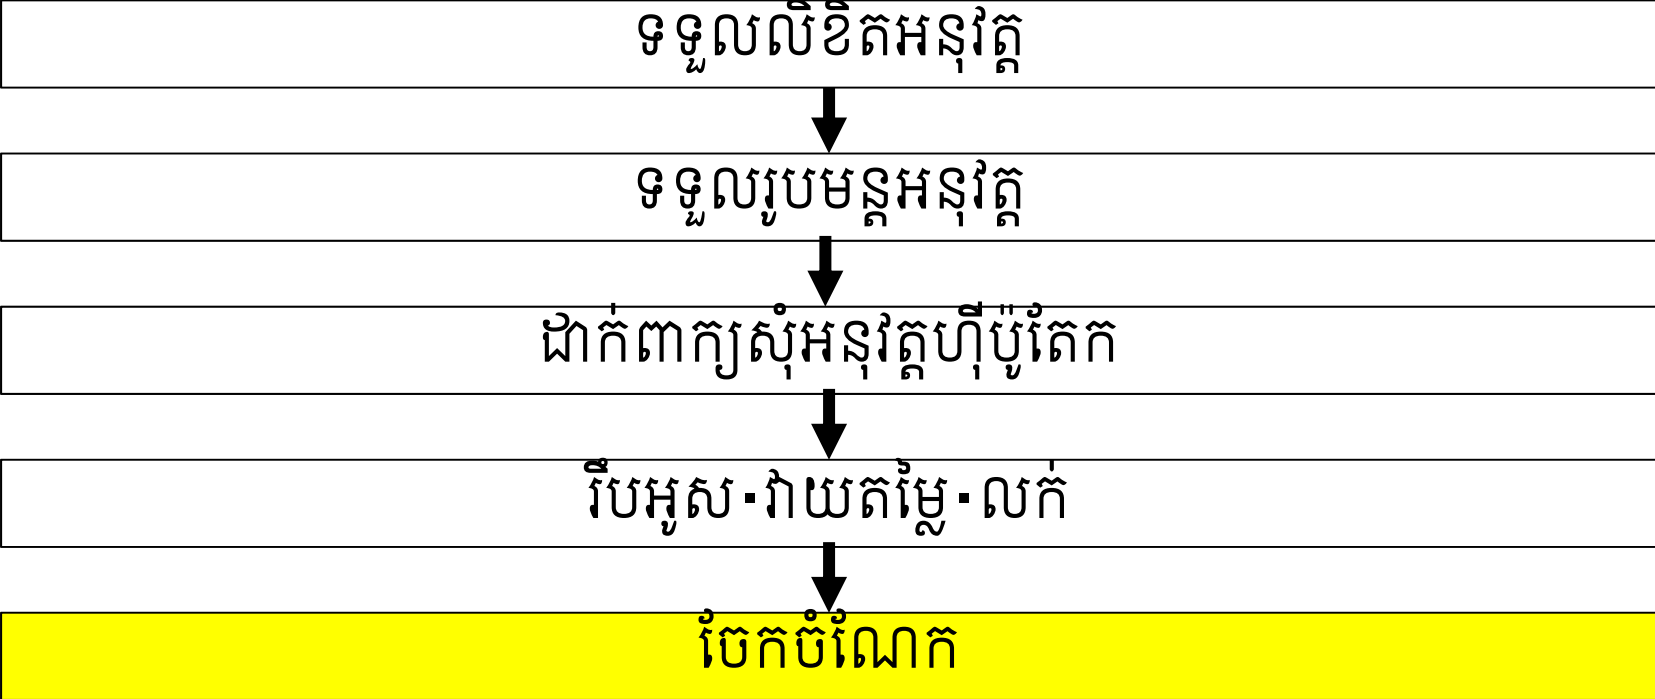 ទទួលលិខិតអនុវត្ត
ទទួលរូបមន្តអនុវត្ត
ដាក់ពាក្យសុំអនុវត្តហ៊ីប៉ូតែក
រឹបអូស·វាយតម្លៃ·លក់
ចែកចំណែក